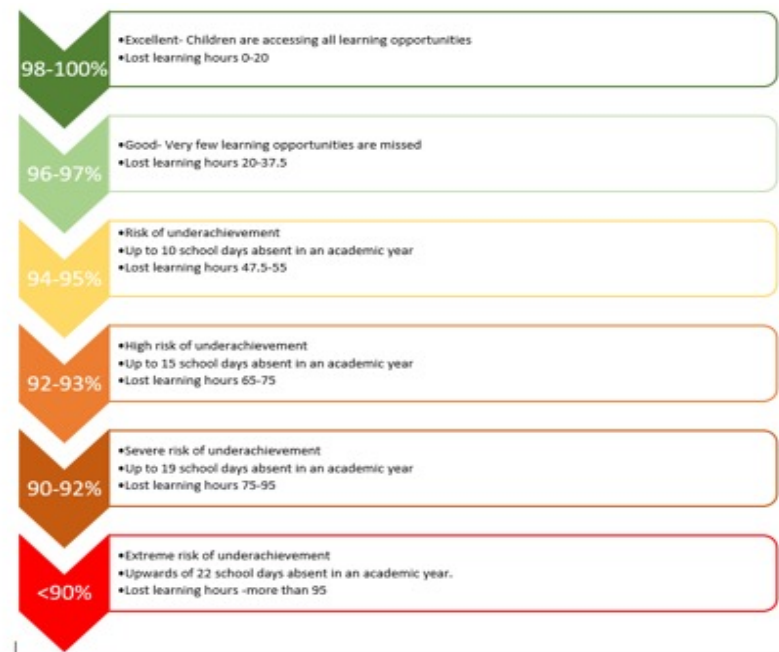 98-100%
•Excellent- Children are accessing all learning opportunities
•Lost learning hours 0-20
96-97%
•Good- Very few learning opportunities are missed
•Lost learning hours 20-37.5
94-95%
•Risk of underachievement
•Up to 10 school days absent in an academic year
•Lost learning hours 47.5-55
92-93%
•High risk of underachievement
•Up to 15 school days absent in an academic year
•Lost learning hours 65-75
90-92%
•Severe risk of underachievement
•Up to 19 school days absent in an academic year
•Lost learning hours 75-95
<90%
•Extreme risk of underachievement
•Upwards of 22 school days absent in an academic year.
•Lost learning hours -more than 95